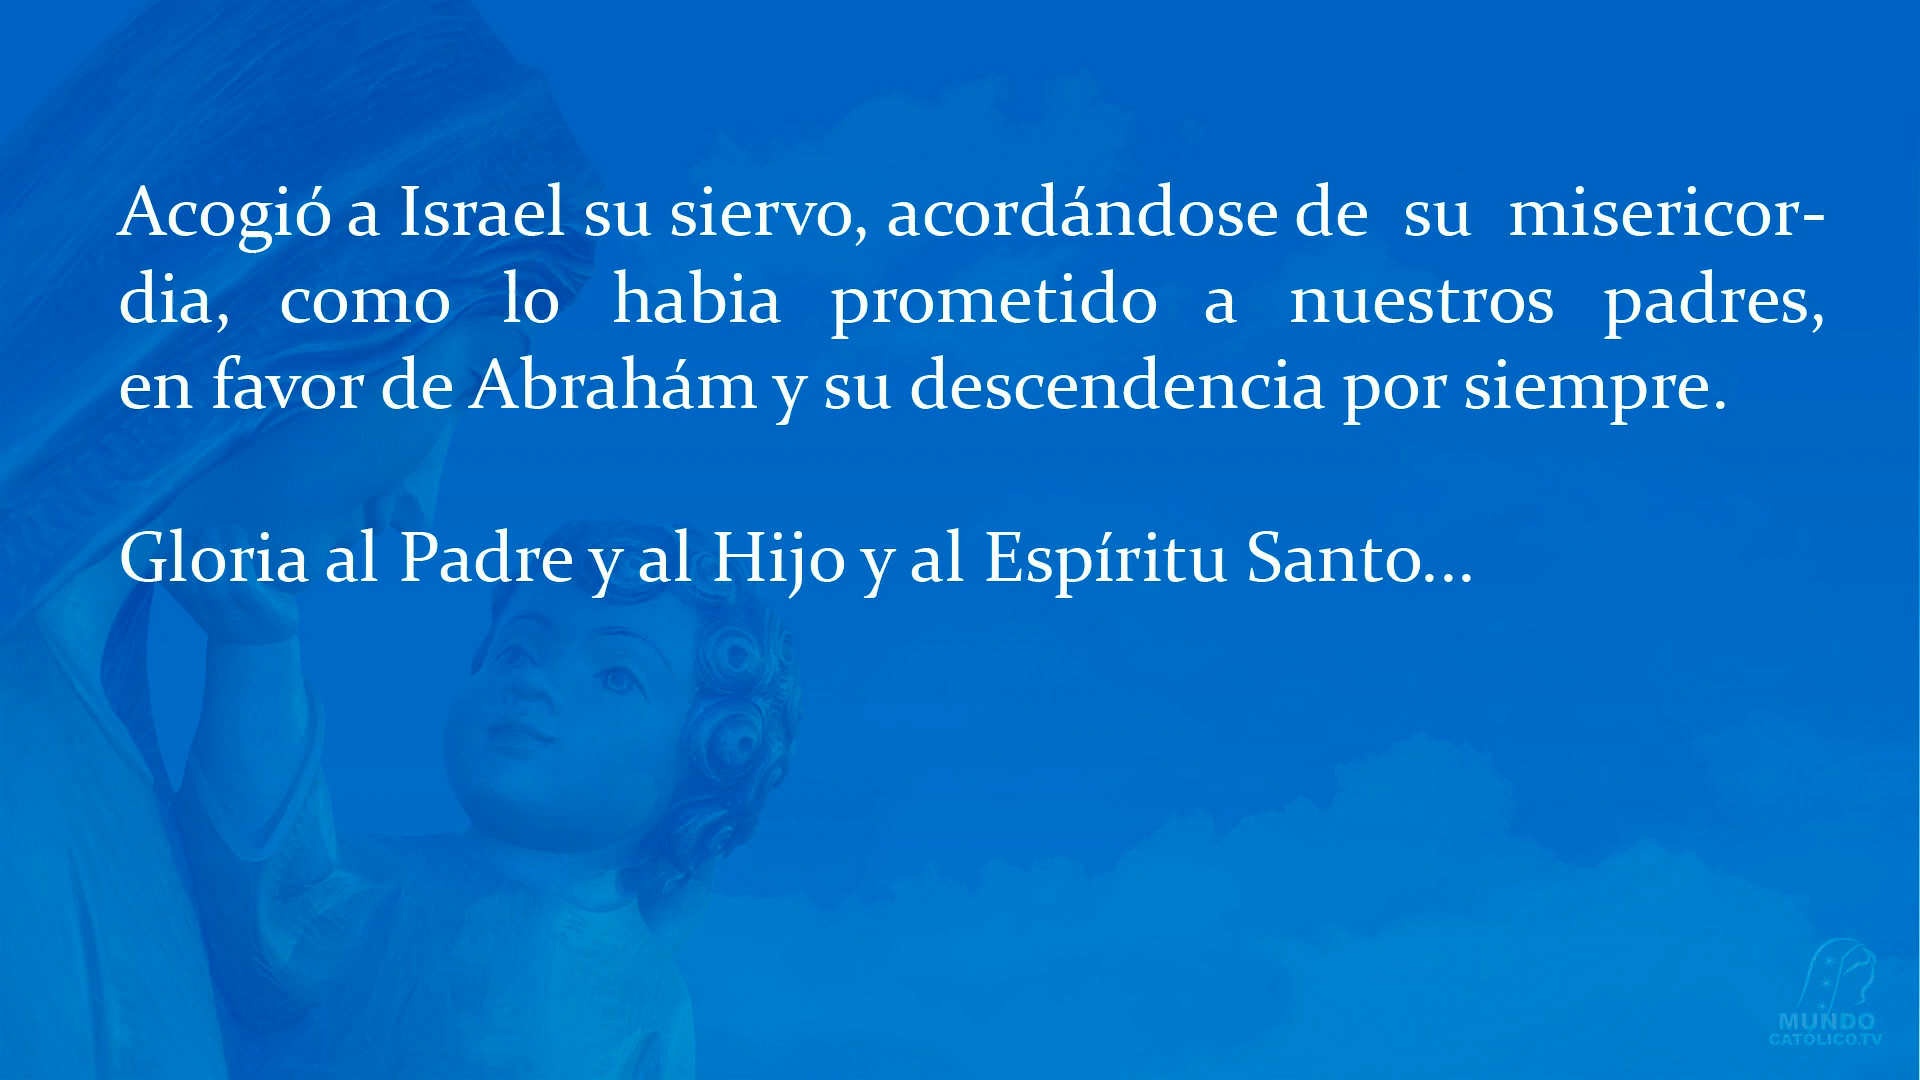 Acogió a Israel su siervo, acordándose de su misericor-
dia, como lo habia prometido a nuestros padres,
en favor de Abrahám y su descendencia por siempre.
Gloria al Padre y al Hijo y al Espíritu Santo...
MUNDO
CATÓLICO.TV